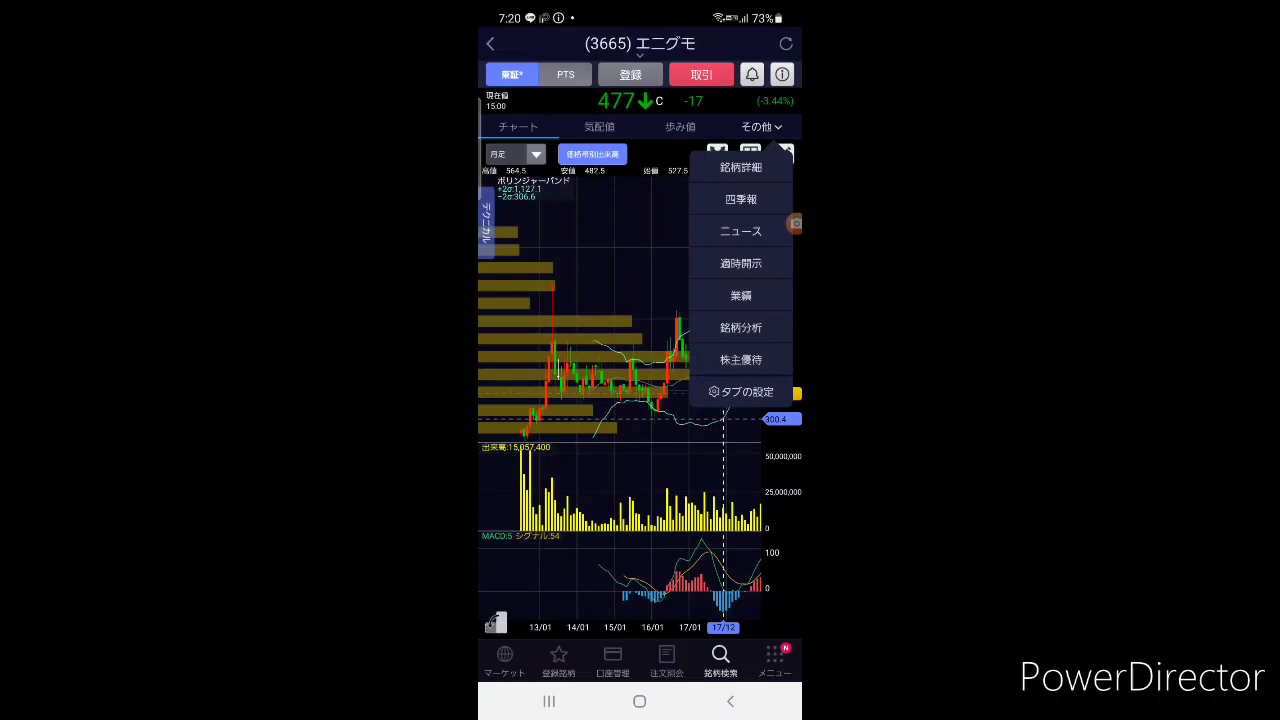 7:20 73%
(3665) エニグモ
東証* PTS 登録 取引
現在値
15:00
477 C -17 (-3.44%)
チャート 気配値 歩み値 その他
月足 価格帯別出来高
高値 564.5 安値 482.5 始値 527.5
ボリンジャーバンド
+2σ:1,127.1
-2σ:306.6
テクニカル
銘柄詳細
四季報
ニュース
適時開示
業績
銘柄分析
株主優待
タブの設定
300.4
出来高:15,057,400
50,000,000
25,000,000
0
MACD:5 シグナル:54
100
0
13/01 14/01 15/01 16/01 17/01 17/12
N
マーケット 登録銘柄 口座管理 注文照会 銘柄検索 メニュー
PowerDirector